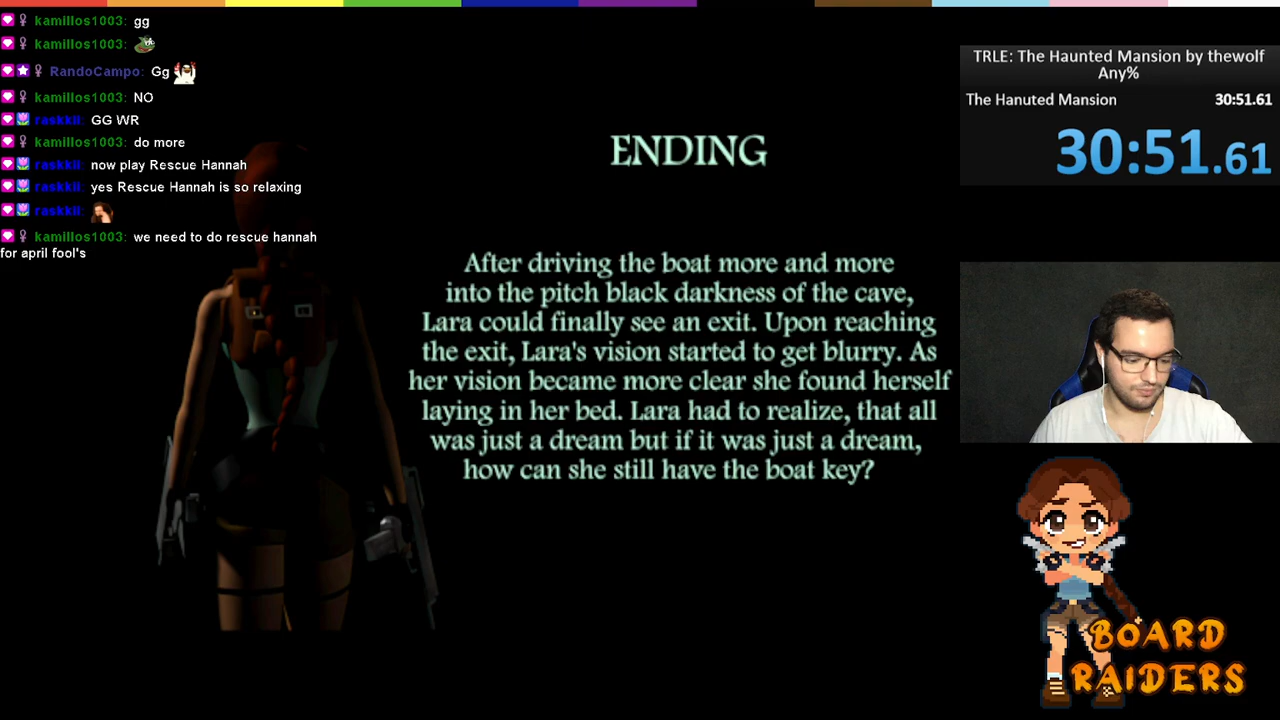 kamillos1003: gg
kamillos1003:
RandoCampo: Gg
kamillos1003: NO
raskkii: GG WR
kamillos1003: do more
raskkii: now play Rescue Hannah
raskkii: yes Rescue Hannah is so relaxing
raskkii:
kamillos1003: we need to do rescue hannah
for april fool's
ENDING
After driving the boat more and more
into the pitch black darkness of the cave,
Lara could finally see an exit. Upon reaching
the exit, Lara's vision started to get blurry. As
her vision became more clear she found herself
laying in her bed. Lara had to realize, that all
was just a dream but if it was just a dream,
how can she still have the boat key?
TRLE: The Haunted Mansion by thewolf
Any%
The Hanuted Mansion 30:51.61
30:51.61
BOARD
RAIDERS